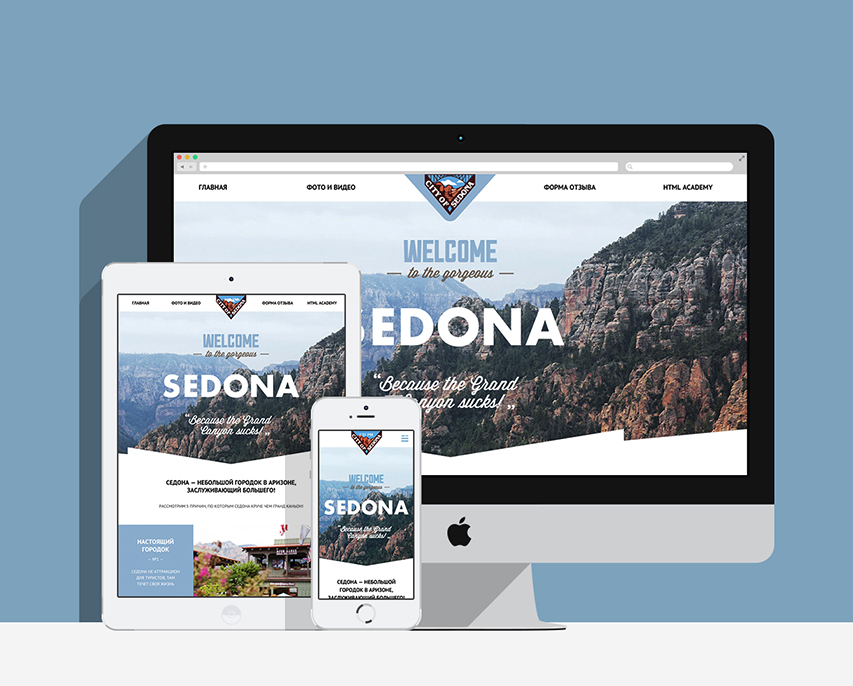 ГЛАВНАЯ ФОТО И ВИДЕО CITY OF SEDONA ФОРМА ОТЗЫВА HTML ACADEMY
WELCOME
to the gorgeous
EDONA
“Because the Grand
Canyon sucks! „
ГЛАВНАЯ ФОТО И ВИДЕО ФОРМА ОТЗЫВА HTML ACADEMY
WELCOME
to the gorgeous
SEDONA
“Because the Grand
Canyon sucks! „
СЕДОНА — НЕБОЛЬШОЙ ГОРОДОК В АРИЗОНЕ,
ЗАСЛУЖИВАЮЩИЙ БОЛЬШЕГО!
РАССМОТРИМ 5 ПРИЧИН, ПО КОТОРЫМ СЕДОНА КРУЧЕ ЧЕМ ГРАНД КАНЬОН!
НАСТОЯЩИЙ
ГОРОДОК
— №1 —
СЕДОНА НЕ АТТРАКЦИОН
ДЛЯ ТУРИСТОВ, ТАМ
ТЕЧЕТ СВОЯ ЖИЗНЬ
WELCOME
to the gorgeous
SEDONA
“Because the Grand
Canyon sucks! „
СЕДОНА — НЕБОЛЬШОЙ
ГОРОДОК В АРИЗОНЕ,
ЗАСЛУЖИВАЮЩИЙ БОЛЬШЕГО!